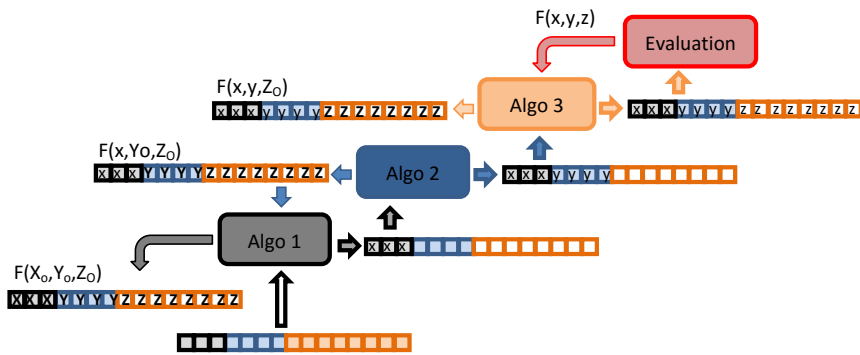 F(x,y,z)
Evaluation
F(x,y,Zo)
Algo 3
x x x y y y y Z Z Z Z Z Z Z Z
x x x y y y y z z z z z z z z
F(x,Yo,Zo)
Algo 2
x x x Y Y Y Y Z Z Z Z Z Z Z Z
x x x y y y y
Algo 1
x x x
F(Xo,Yo,Zo)
X X X Y Y Y Y Z Z Z Z Z Z Z Z